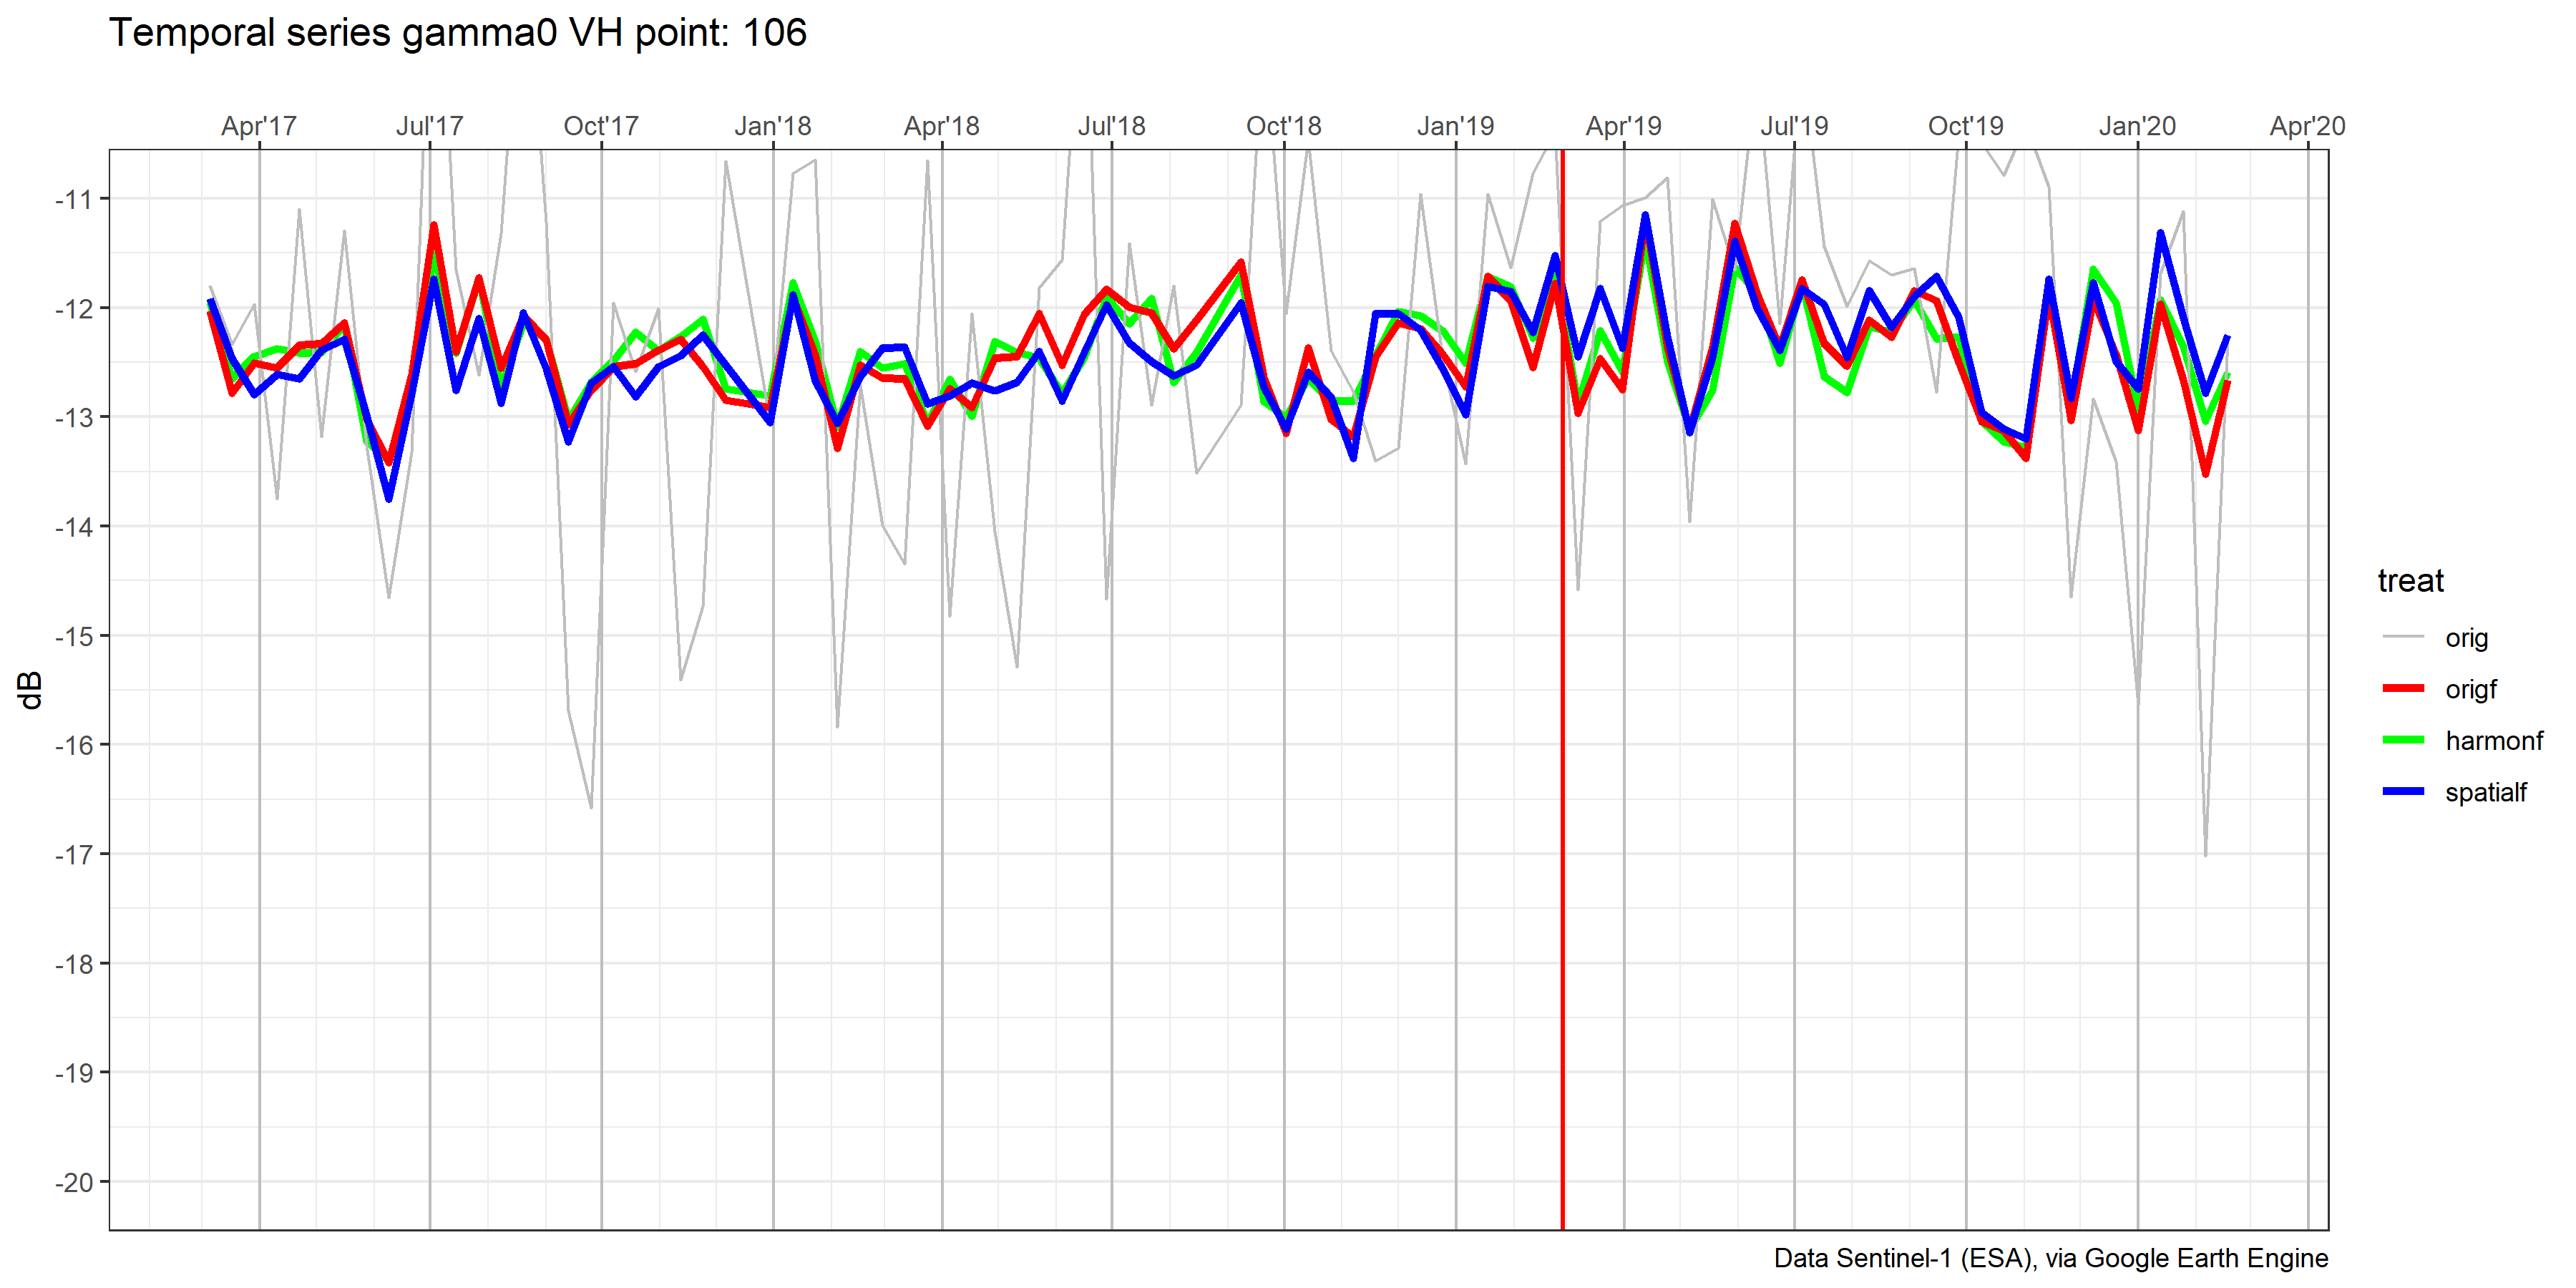 Temporal series gamma0 VH point: 106
Apr'17 Jul'17 Oct'17 Jan'18 Apr'18 Jul'18 Oct'18 Jan'19 Apr'19 Jul'19 Oct'19 Jan'20 Apr'20
-11
-12
-13
-14
-15
-16
-17
-18
-19
-20
dB
treat
orig
origf
harmonf
spatialf
Data Sentinel-1 (ESA), via Google Earth Engine